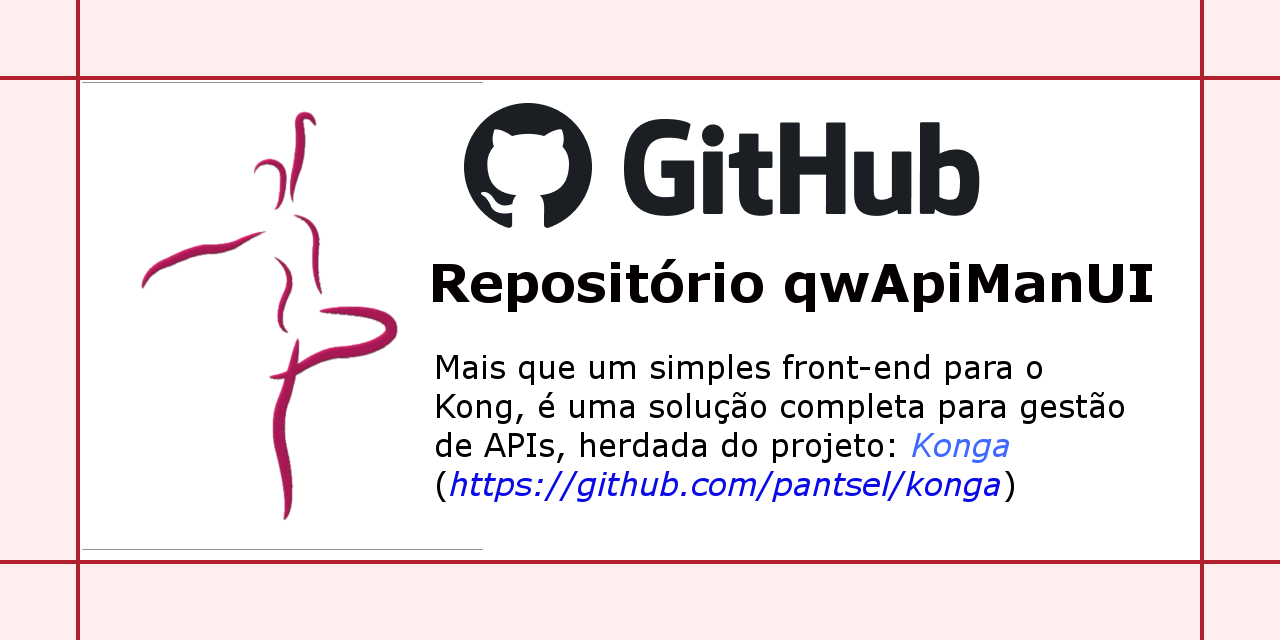 GitHub
Repositório qwApiManUI
Mais que um simples front-end para o
Kong, é uma solução completa para gestão
de APIs, herdada do projeto: Konga
(https://github.com/pantsel/konga)